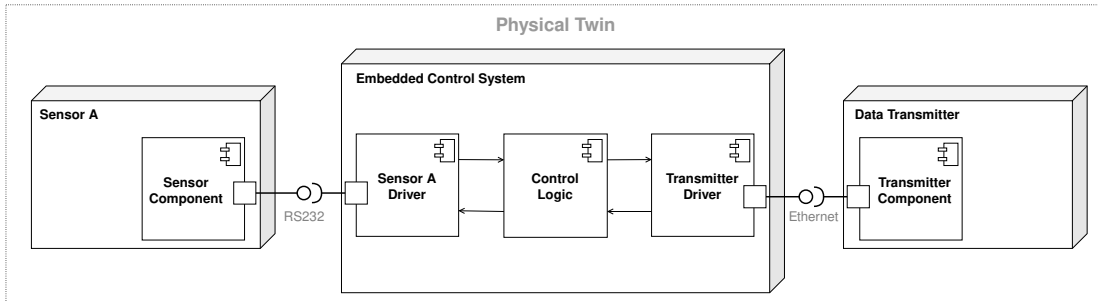 Physical Twin
Embedded Control System
Sensor A
Data Transmitter
Sensor
Component
RS232
Sensor A
Driver
Control
Logic
Transmitter
Driver
Ethernet
Transmitter
Component